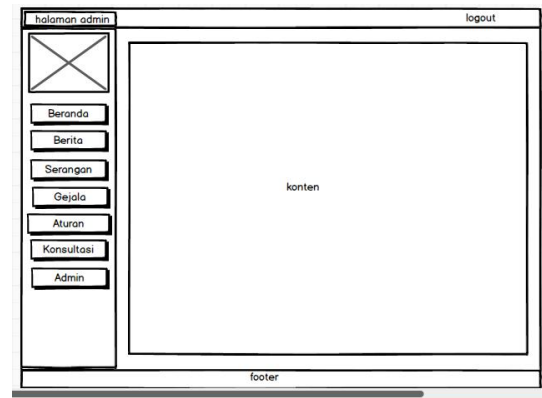 halaman admin
logout
Beranda
Berita
Serangan
Gejala
Aturan
Konsultasi
Admin
konten
footer